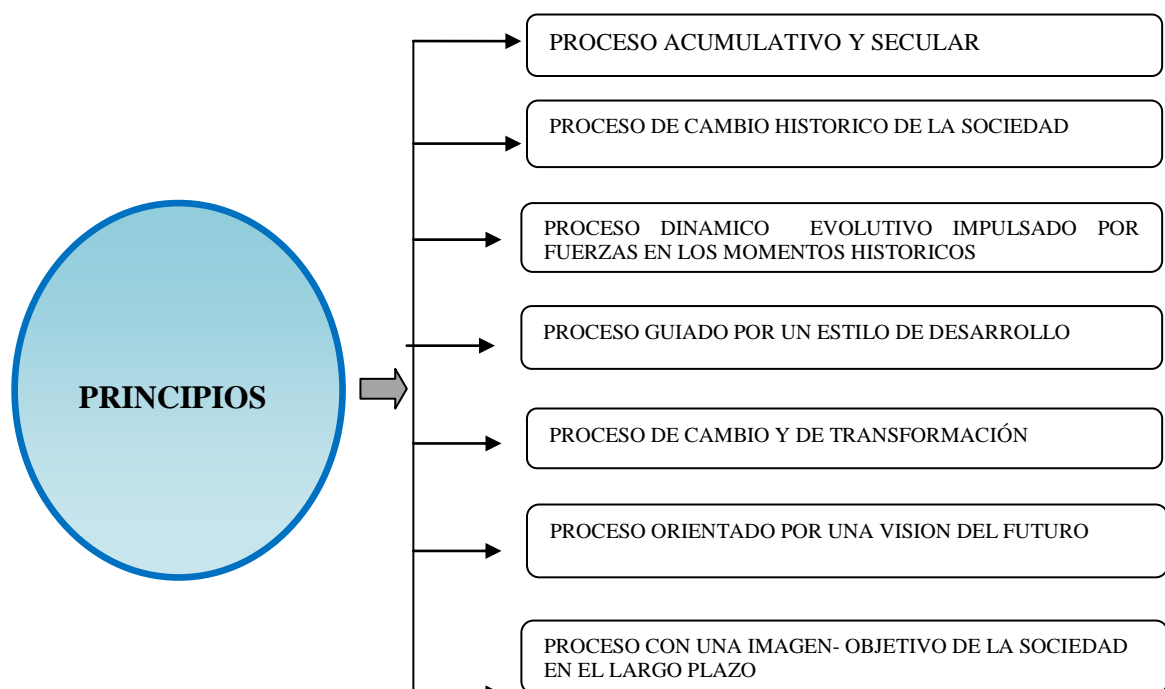 PROCESO ACUMULATIVO Y SECULAR
PROCESO DE CAMBIO HISTORICO DE LA SOCIEDAD
PROCESO DINAMICO EVOLUTIVO IMPULSADO POR
FUERZAS EN LOS MOMENTOS HISTORICOS
PROCESO GUIADO POR UN ESTILO DE DESARROLLO
PRINCIPIOS
PROCESO DE CAMBIO Y DE TRANSFORMACIÓN
PROCESO ORIENTADO POR UNA VISION DEL FUTURO
PROCESO CON UNA IMAGEN- OBJETIVO DE LA SOCIEDAD
EN EL LARGO PLAZO